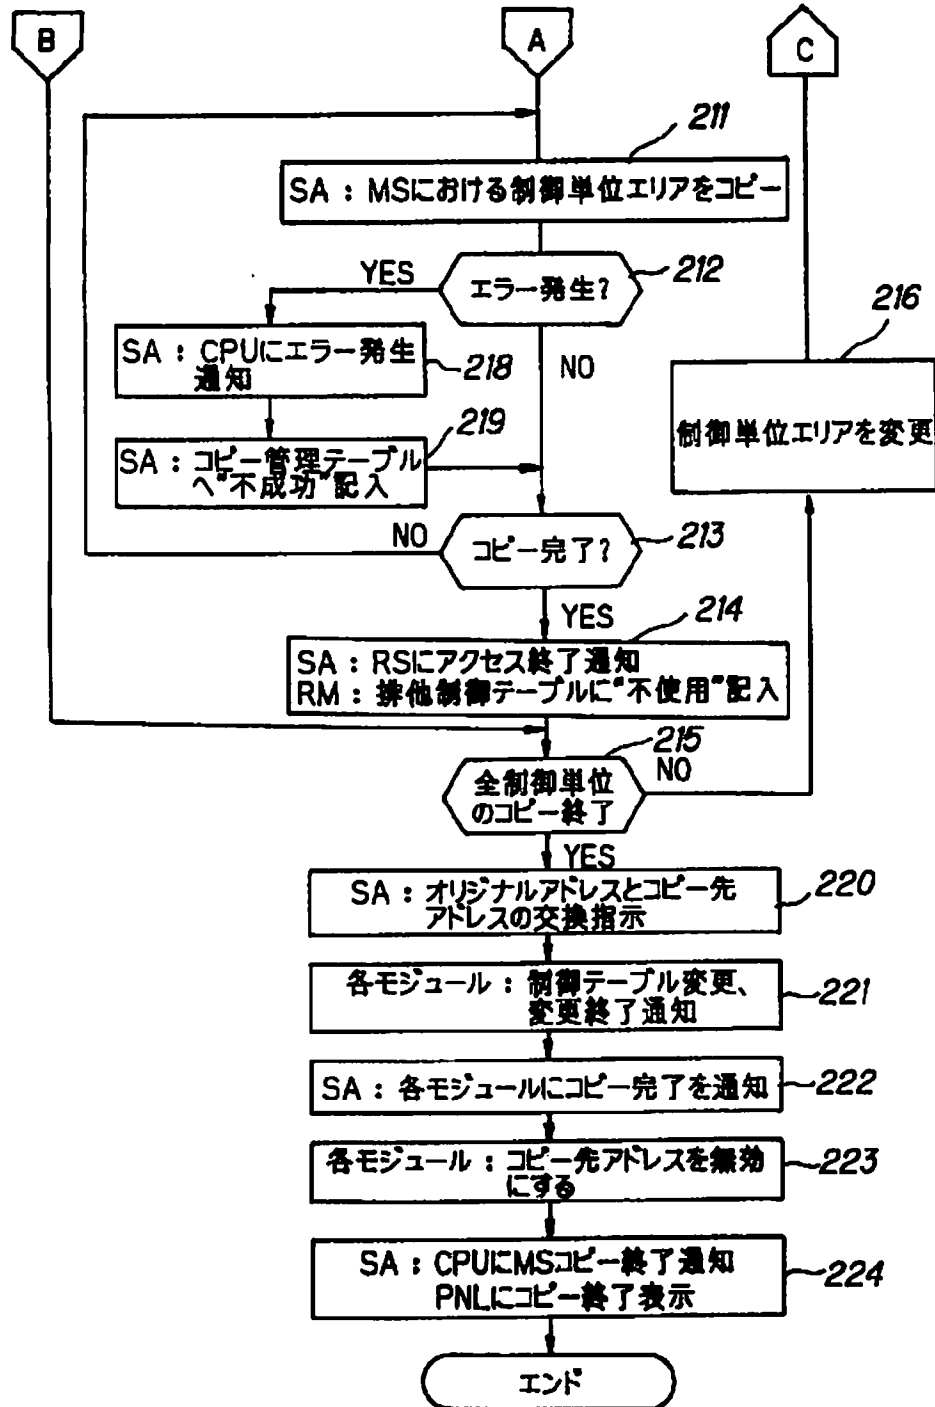 B
A
C
211
SA : MSにおける制御単位エリアをコピー
YES
エラー発生?
212
216
SA : CPUにエラー発生
通知
218
NO
制御単位エリアを変更
219
SA : コピー管理テーブル
へ“不成功”記入
NO
コピー完了?
213
YES
214
SA : RSにアクセス終了通知
RM : 排他制御テーブルに“不使用”記入
215
NO
全制御単位
のコピー終了
YES
SA : オリジナルアドレスとコピー先
アドレスの交換指示
220
各モジュール : 制御テーブル変更、
変更終了通知
221
SA : 各モジュールにコピー完了を通知
222
各モジュール : コピー先アドレスを無効
にする
223
SA : CPUにMSコピー終了通知
PNLにコピー終了表示
224
エンド